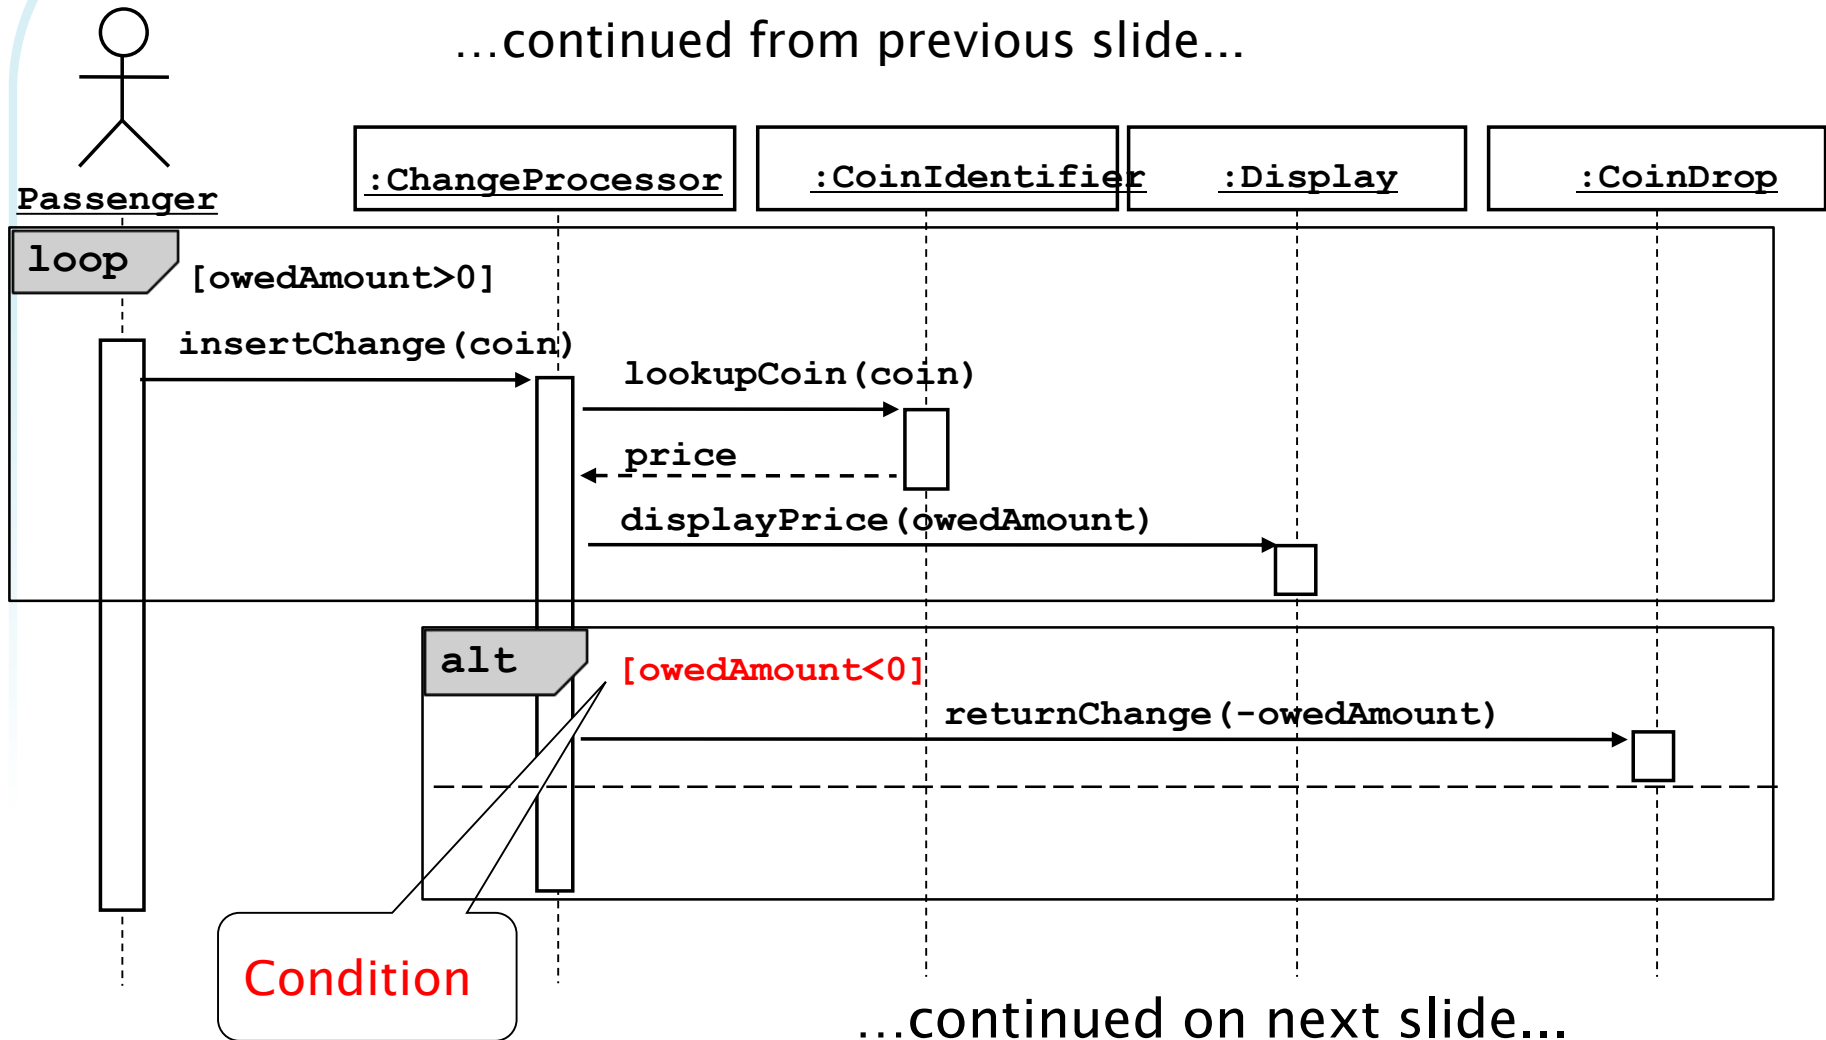 ...continued from previous slide...
Passenger
:ChangeProcessor
:CoinIdentifier
:Display
:CoinDrop
loop
[owedAmount>0]
insertChange(coin)
lookupCoin(coin)
price
displayPrice(owedAmount)
alt
[owedAmount<0]
returnChange(-owedAmount)
Condition
...continued on next slide...